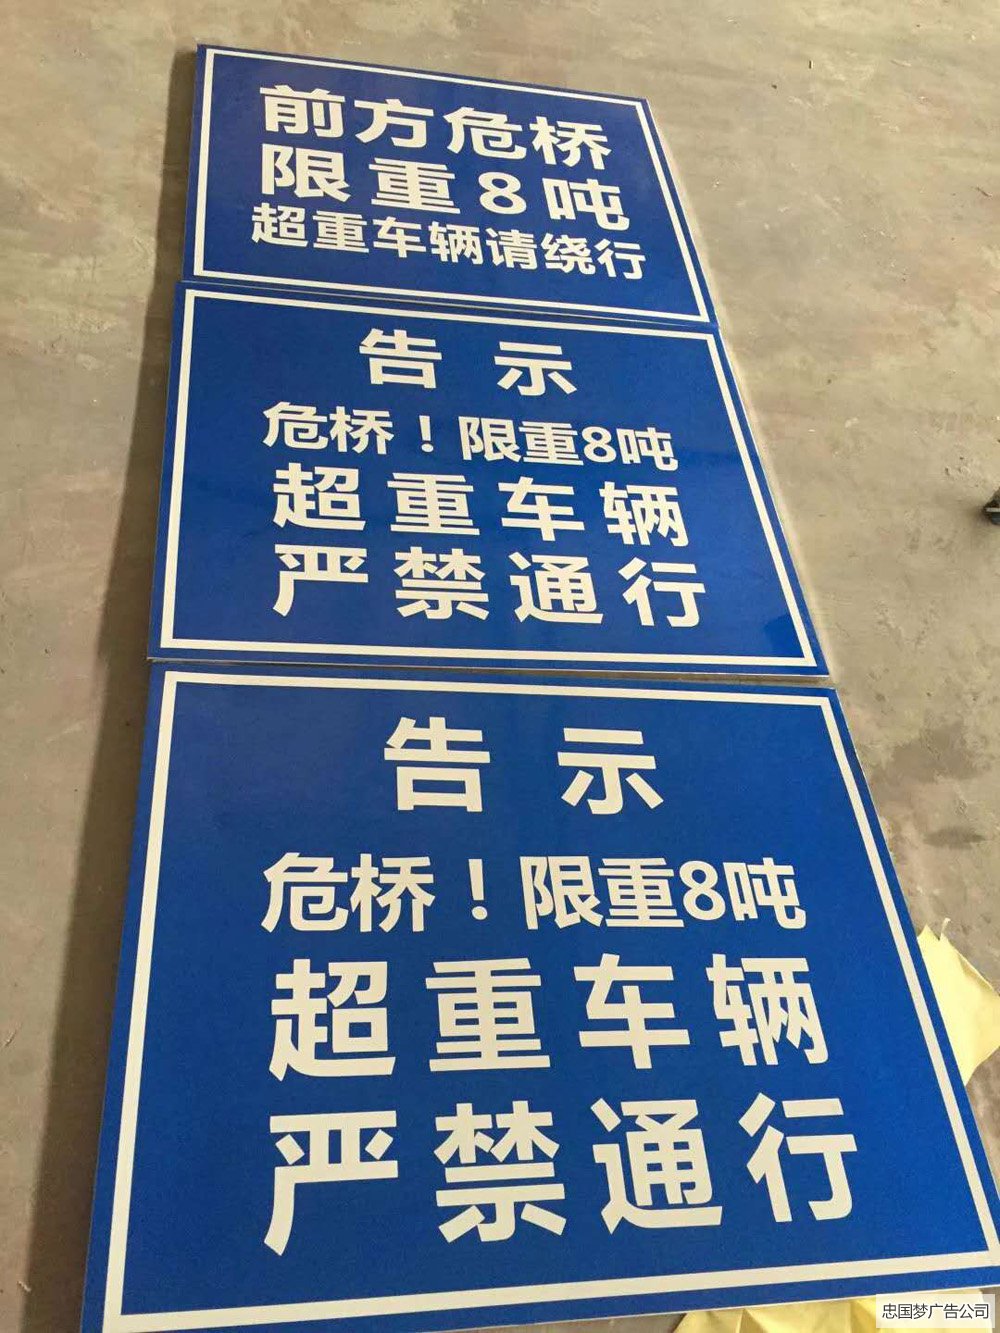 前方危桥
限重8吨
超重车辆请绕行
告示
危桥！限重8吨
超重车辆
严禁通行
告示
危桥！限重8吨
超重车辆
严禁通行
忠国梦广告公司